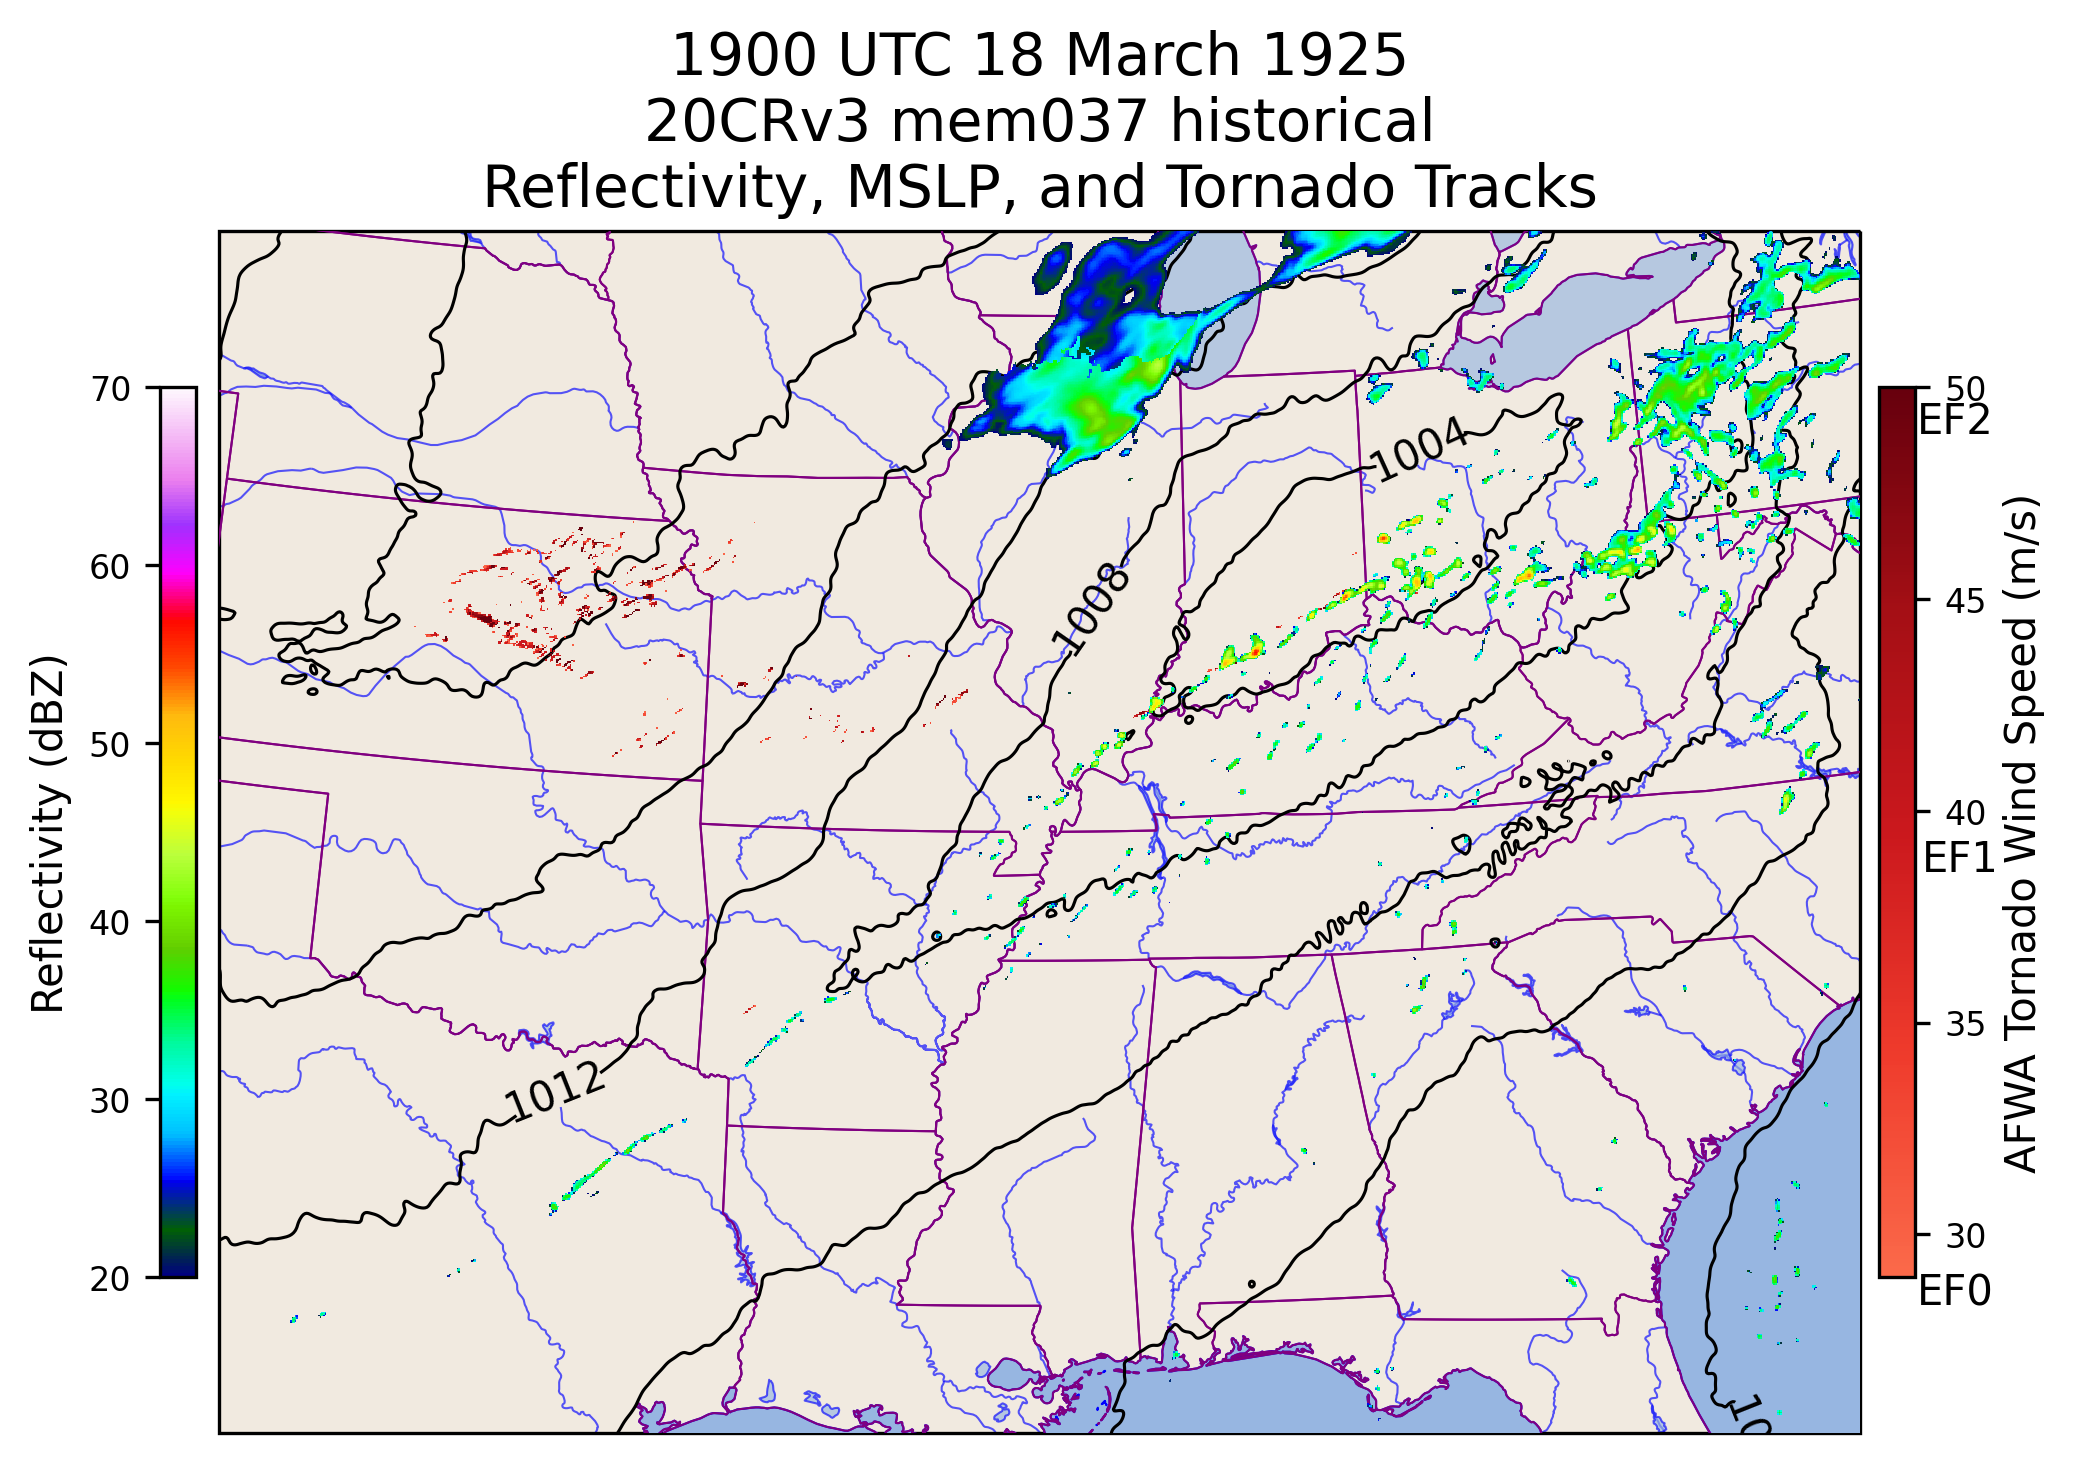 1900 UTC 18 March 1925
20CRv3 mem037 historical
Reflectivity, MSLP, and Tornado Tracks
Reflectivity (dBZ)
70
60
50
40
30
20
1004
1008
1012
10
50
EF2
45
40
EF1
35
30
EF0
AFWA Tornado Wind Speed (m/s)